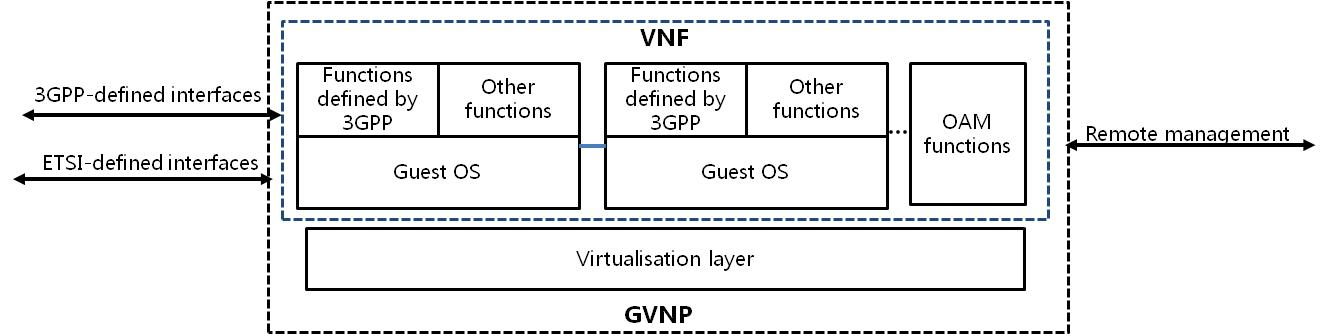 VNF
3GPP-defined interfaces
ETSI-defined interfaces
Functions
defined by
3GPP
Other
functions
Guest OS
Functions
defined by
3GPP
Other
functions
Guest OS
...
OAM
functions
Remote management
Virtualisation layer
GVNP